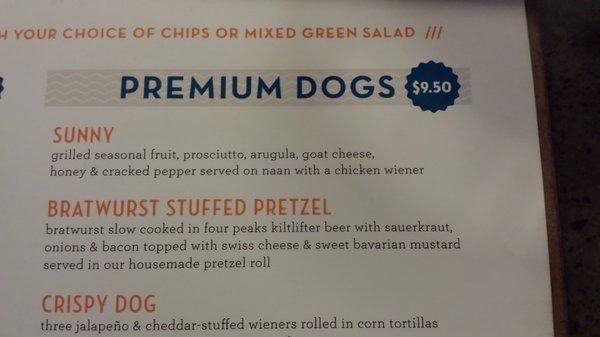 YOUR CHOICE OF CHIPS OR MIXED GREEN SALAD ///
PREMIUM DOGS $9.50
SUNNY
grilled seasonal fruit, prosciutto, arugula, goat cheese,
honey & cracked pepper served on naan with a chicken wiener
BRATWURST STUFFED PRETZEL
bratwurst slow cooked in four peaks kiltlifter beer with sauerkraut,
onions & bacon topped with swiss cheese & sweet bavarian mustard
served in our housemade pretzel roll
CRISPY DOG
three jalapeño & cheddar-stuffed wieners rolled in corn tortillas